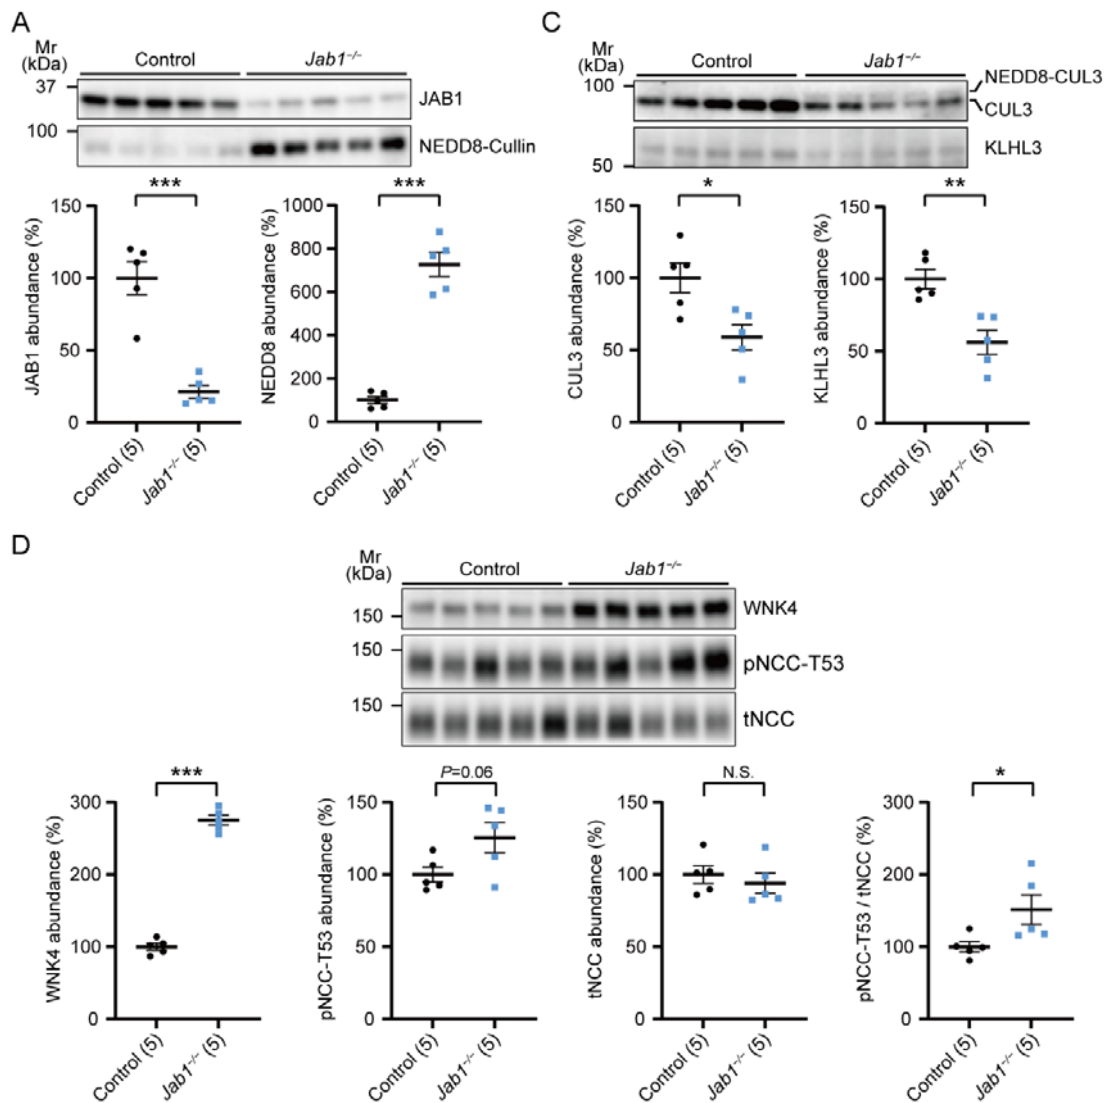 A
Mr
(kDa)
Control
Jab1⁻/⁻
37
JAB1
100
NEDD8-Cullin
***
***
JAB1 abundance (%)
150
100
50
0
Control (5)
Jab1⁻/⁻ (5)
NEDD8 abundance (%)
1000
800
600
400
200
0
Control (5)
Jab1⁻/⁻ (5)
C
Mr
(kDa)
Control
Jab1⁻/⁻
100
NEDD8-CUL3
CUL3
KLHL3
50
*
**
CUL3 abundance (%)
150
100
50
0
Control (5)
Jab1⁻/⁻ (5)
KLHL3 abundance (%)
150
100
50
0
Control (5)
Jab1⁻/⁻ (5)
D
Mr
(kDa)
Control
Jab1⁻/⁻
150
WNK4
150
pNCC-T53
150
tNCC
***
P=0.06
N.S.
*
WNK4 abundance (%)
300
200
100
0
Control (5)
Jab1⁻/⁻ (5)
pNCC-T53 abundance (%)
150
100
50
0
Control (5)
Jab1⁻/⁻ (5)
tNCC abundance (%)
150
100
50
0
Control (5)
Jab1⁻/⁻ (5)
pNCC-T53 / tNCC (%)
300
200
100
0
Control (5)
Jab1⁻/⁻ (5)